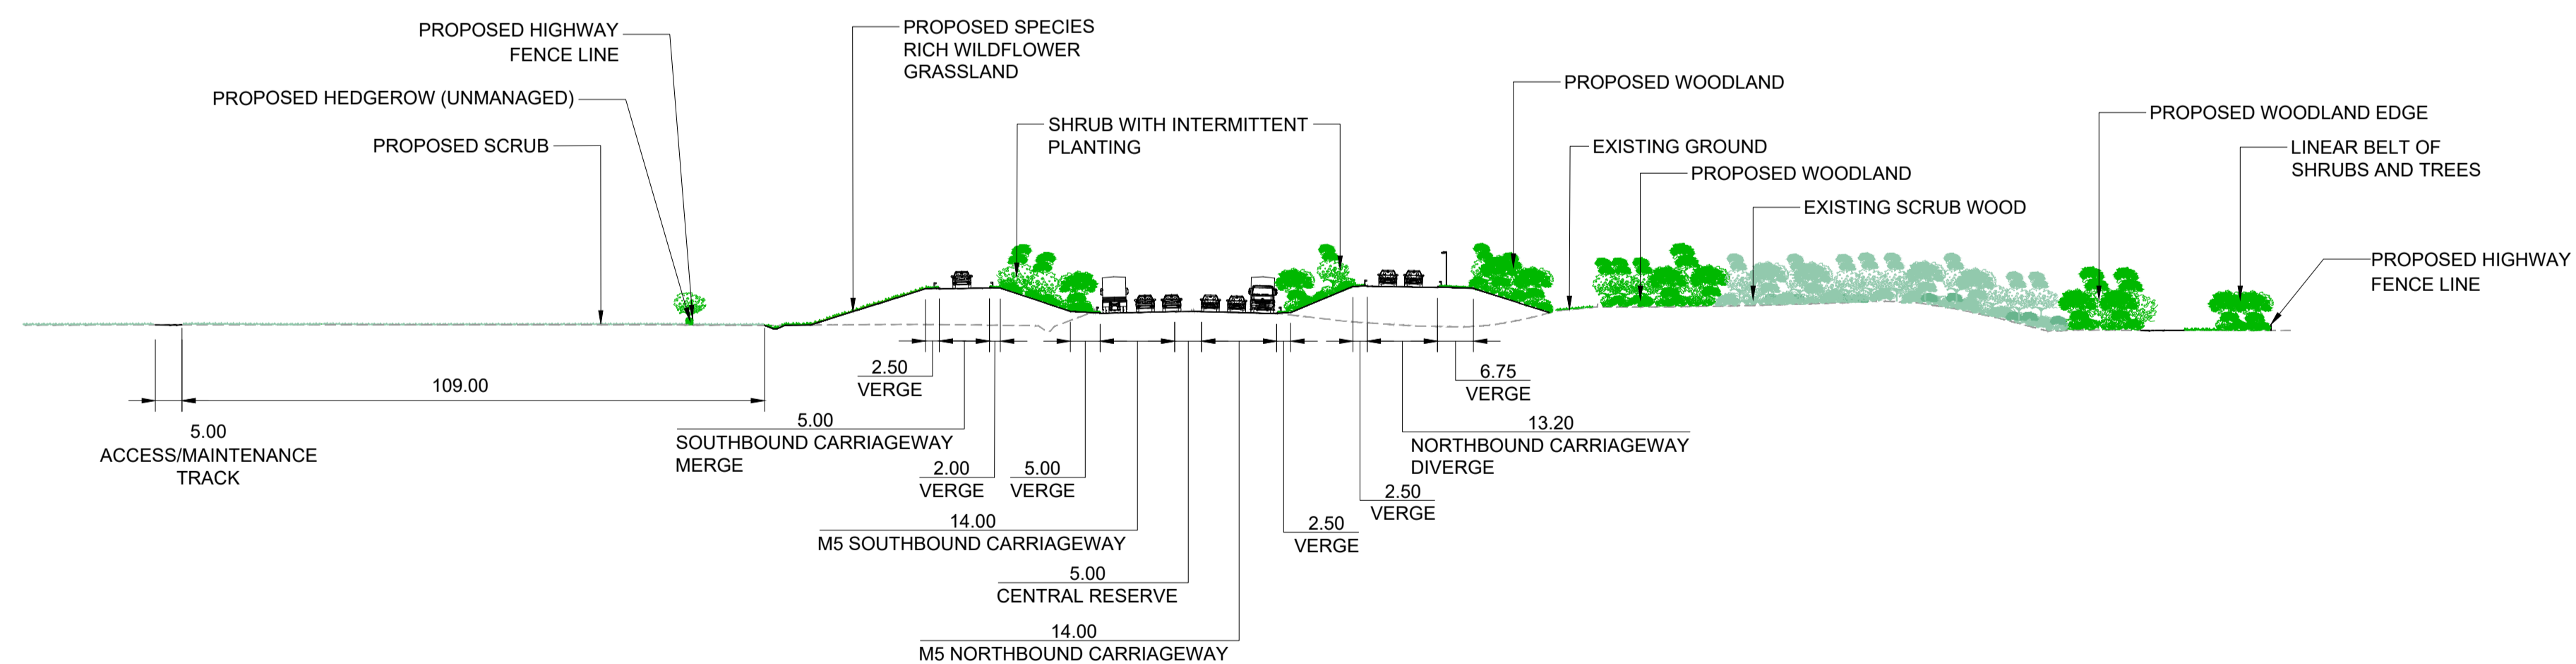 PROPOSED HIGHWAY
FENCE LINE
PROPOSED HEDGEROW (UNMANAGED)
PROPOSED SCRUB
PROPOSED SPECIES
RICH WILDFLOWER
GRASSLAND
SHRUB WITH INTERMITTENT
PLANTING
PROPOSED WOODLAND
EXISTING GROUND
PROPOSED WOODLAND
EXISTING SCRUB WOOD
PROPOSED WOODLAND EDGE
LINEAR BELT OF
SHRUBS AND TREES
PROPOSED HIGHWAY
FENCE LINE
109.00
5.00
ACCESS/MAINTENANCE
TRACK
2.50
VERGE
5.00
SOUTHBOUND CARRIAGEWAY
MERGE
2.00
VERGE
5.00
VERGE
14.00
M5 SOUTHBOUND CARRIAGEWAY
5.00
CENTRAL RESERVE
14.00
M5 NORTHBOUND CARRIAGEWAY
2.50
VERGE
2.50
VERGE
13.20
NORTHBOUND CARRIAGEWAY
DIVERGE
6.75
VERGE